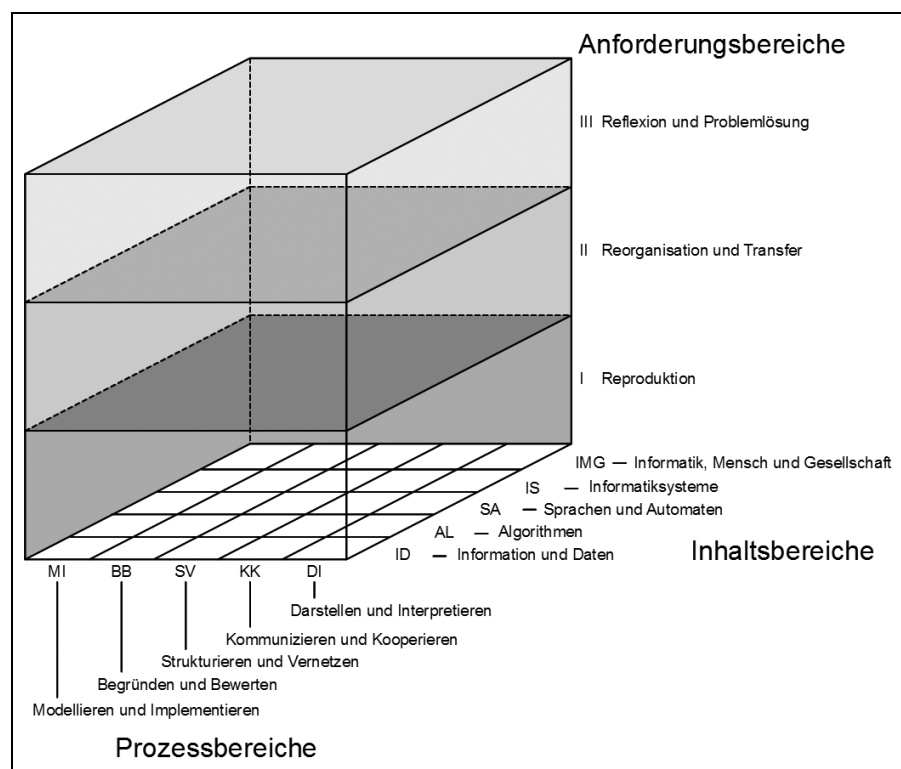 Anforderungsbereiche
III Reflexion und Problemlösung
II Reorganisation und Transfer
I Reproduktion
IMG — Informatik, Mensch und Gesellschaft
IS — Informatiksysteme
SA — Sprachen und Automaten
AL — Algorithmen
ID — Information und Daten
Inhaltsbereiche
MI BB SV KK DI
Darstellen und Interpretieren
Kommunizieren und Kooperieren
Strukturieren und Vernetzen
Begründen und Bewerten
Modellieren und Implementieren
Prozessbereiche